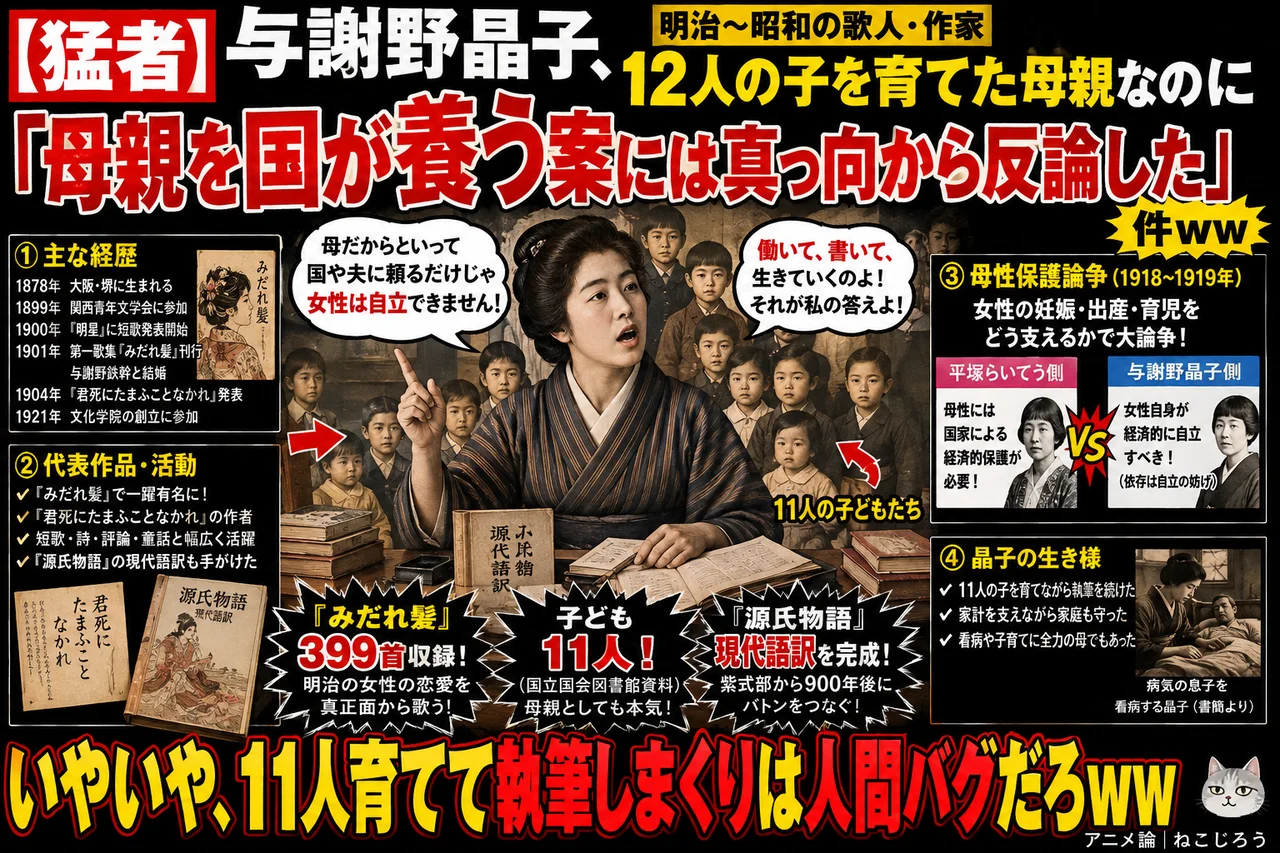 【猛者】
与謝野晶子、
明治～昭和の歌人・作家
12人の子を育てた母親なのに
「母親を国が養う案には真っ向から反論した」
件ww
① 主な経歴
1878年 大阪・堺に生まれる
1899年 関西青年文学会に参加
1900年 『明星』に短歌発表開始
1901年 第一歌集『みだれ髪』刊行
与謝野鉄幹と結婚
1904年 『君死にたまふことなかれ』発表
1921年 文化学院の創立に参加
みだれ髪
② 代表作品・活動
✓ 『みだれ髪』で一躍有名に！
✓ 『君死にたまふことなかれ』の作者
✓ 短歌・詩・評論・童話と幅広く活躍
✓ 『源氏物語』の現代語訳も手がけた
君死に
たまふこと
なかれ
源氏物語
現代語訳
母だからといって
国や夫に頼るだけじゃ
女性は自立できません！
働いて、書いて、
生きていくのよ！
それが私の答えよ！
11人の子どもたち
源代語訳
『みだれ髪』
399首収録！
明治の女性の恋愛を
真正面から歌う！
子ども
11人！
（国立国会図書館資料）
母親としても本気！
『源氏物語』
現代語訳を完成！
紫式部から900年後に
バトンをつなぐ！
③ 母性保護論争（1918～1919年）
女性の妊娠・出産・育児を
どう支えるかで大論争！
平塚らいてう側
母性には
国家による
経済的保護が
必要！
VS
与謝野晶子側
女性自身が
経済的に自立
すべき！
（依存は自立の妨げ）
④ 晶子の生き様
✓ 11人の子を育てながら執筆を続けた
✓ 家計を支えながら家庭も守った
✓ 看病や子育てに全力の母でもあった
病気の息子を
看病する晶子（書簡より）
いやいや、11人育てて執筆しまくりは人間バグだろww
アニメ論｜ねこじろう